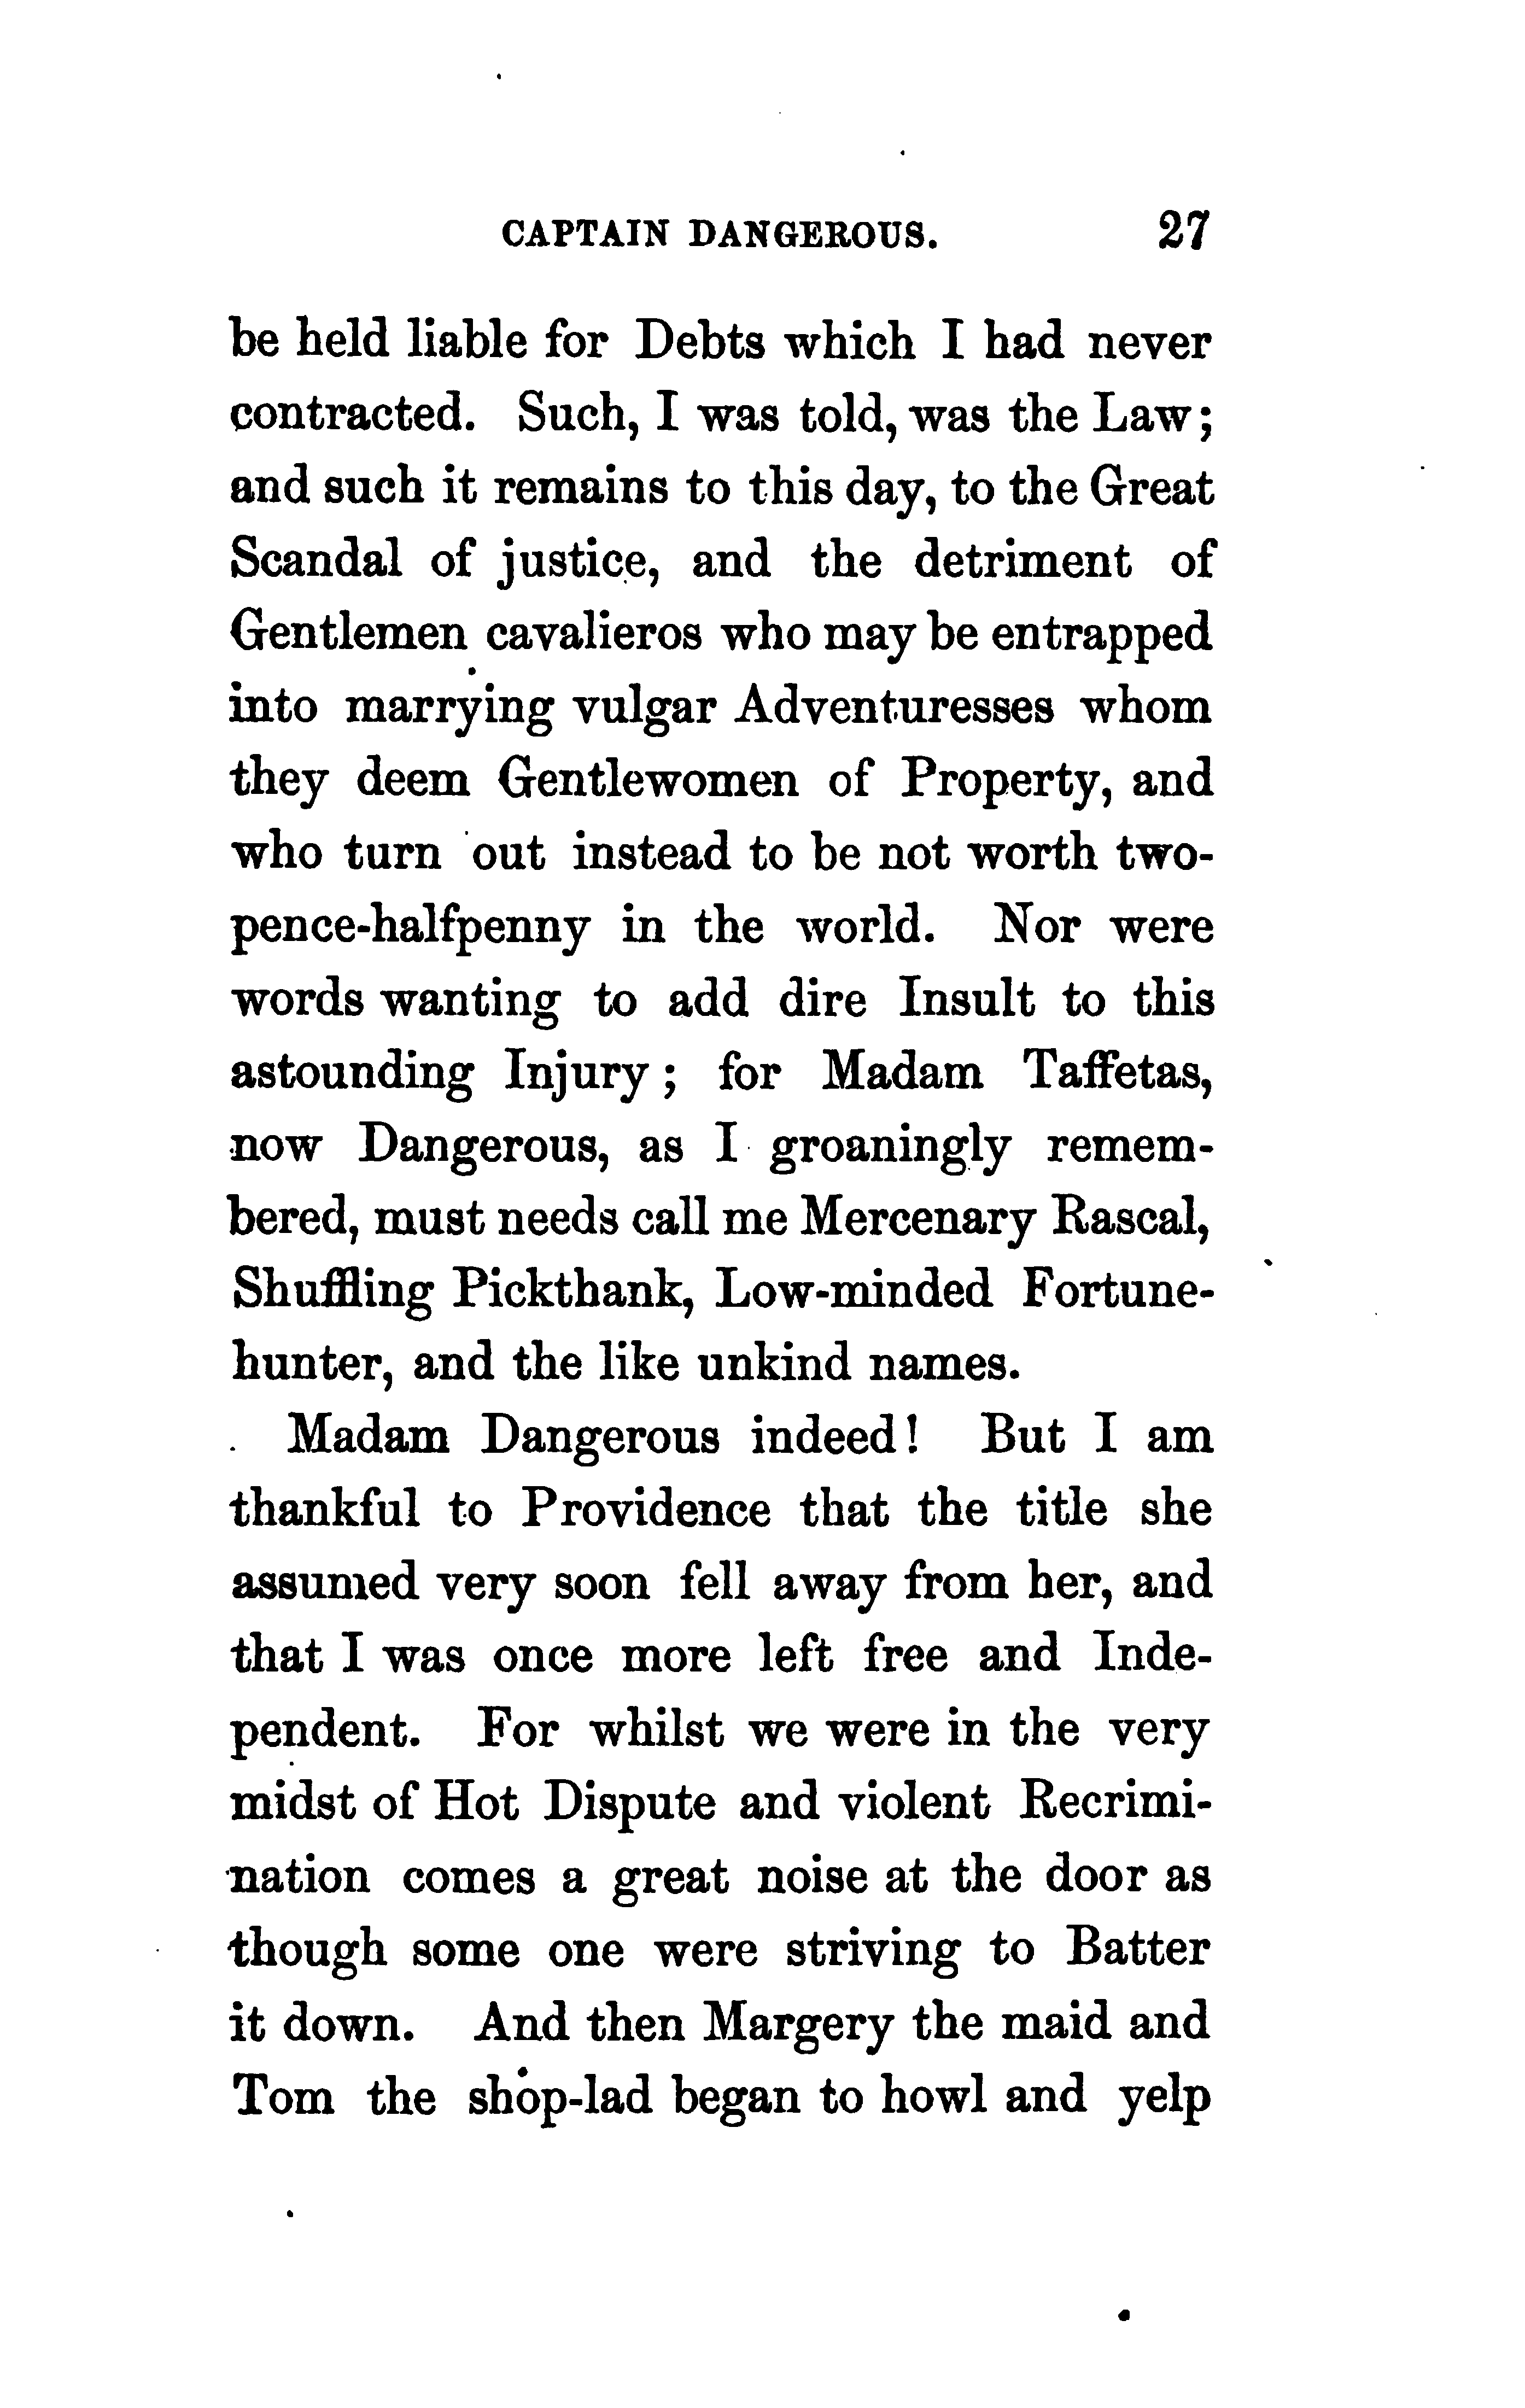 CAPTAIN DANGEROUS. 27
be held liable for Debts which I had never
contracted. Such, I was told, was the Law;
and such it remains to this day, to the Great
Scandal of justice, and the detriment of
Gentlemen cavalieros who may be entrapped
into marrying vulgar Adventuresses whom
they deem Gentlewomen of Property, and
who turn out instead to be not worth two-
pence-halfpenny in the world. Nor were
words wanting to add dire Insult to this
astounding Injury; for Madam Taffetas,
now Dangerous, as I groaningly remem-
bered, must needs call me Mercenary Rascal,
Shuffling Pickthank, Low-minded Fortune-
hunter, and the like unkind names.
Madam Dangerous indeed! But I am
thankful to Providence that the title she
assumed very soon fell away from her, and
that I was once more left free and Inde-
pendent. For whilst we were in the very
midst of Hot Dispute and violent Recrimi-
nation comes a great noise at the door as
though some one were striving to Batter
it down. And then Margery the maid and
Tom the shop-lad began to howl and yelp